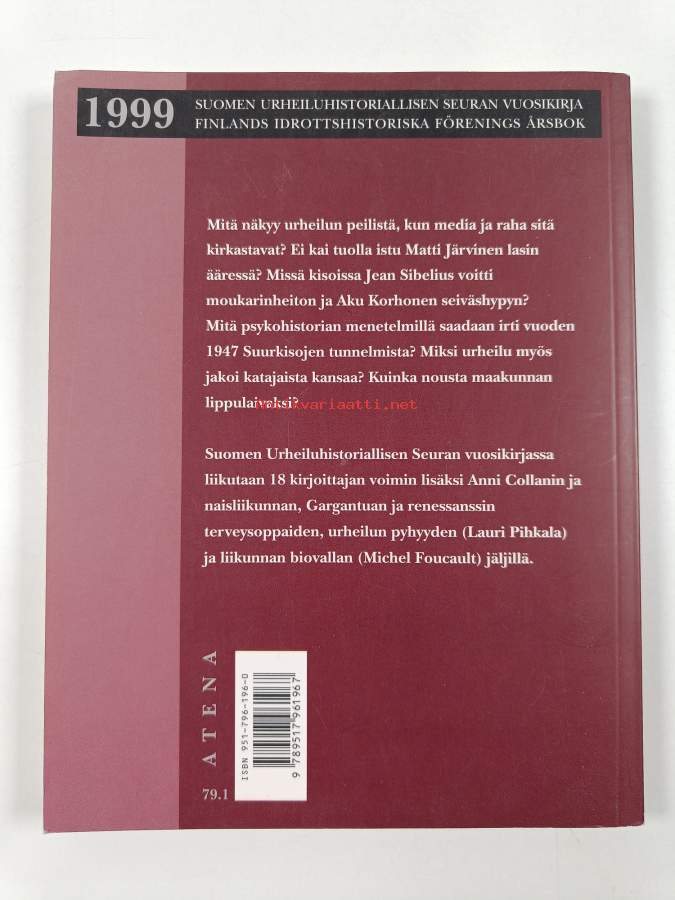 1999
SUOMEN URHEILUHISTORIALLISEN SEURAN VUOSIKIRJA
FINLANDS IDROTTSHISTORISKA FÖRENINGS ÅRSBOK
Mitä näkyy urheilun peilistä, kun media ja raha sitä
kirkastavat? Ei kai tuolla istu Matti Järvinen lasin
ääressä? Missä kisoissa Jean Sibelius voitti
moukarinheiton ja Aku Korhonen seiväshypyn?
Mitä psykohistorian menetelmillä saadaan irti vuoden
1947 Suurkisojen tunnelmista? Miksi urheilu myös
jakoi katajaista kansaa? Kuinka nousta maakunnan
lippulaivaksi?
Suomen Urheiluhistoriallisen Seuran vuosikirjassa
liikutaan 18 kirjoittajan voimin lisäksi Anni Collanin ja
naisliikunnan, Gargantuan ja renessanssin
terveysoppaiden, urheilun pyhyyden (Lauri Pihkala)
ja liikunnan biovallan (Michel Foucault) jäljillä.
ATENA
ISBN 951-796-196-0
9 789517 961967
79.1